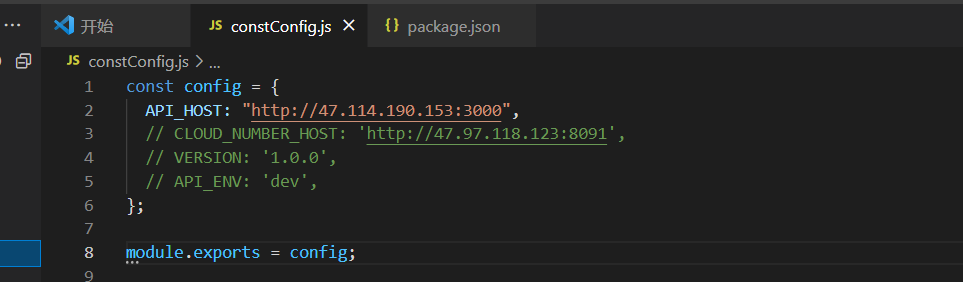 ... 开始 JS constConfig.js × {} package.json
JS constConfig.js > ...
1 const config = {
2 API_HOST: "http://47.114.190.153:3000",
3 // CLOUD_NUMBER_HOST: 'http://47.97.118.123:8091',
4 // VERSION: '1.0.0',
5 // API_ENV: 'dev',
6 };
7
8 module.exports = config;
9